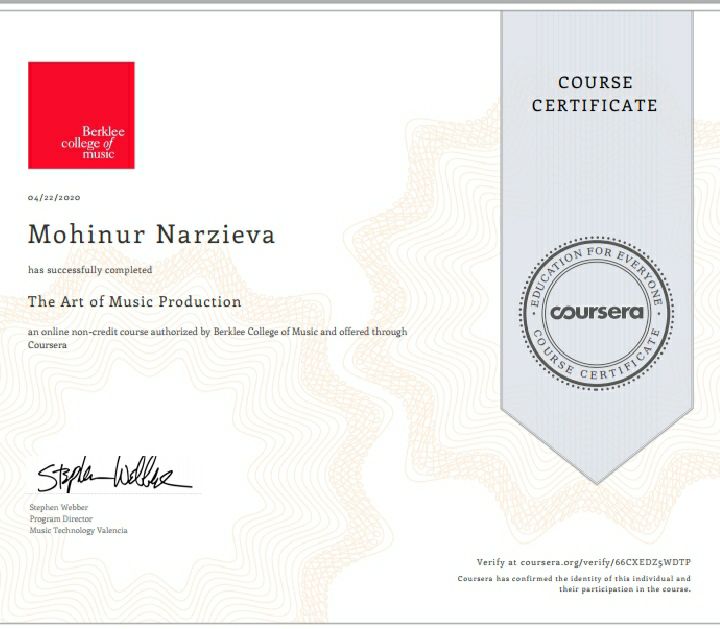 Berklee
college of
music
04/22/2020
Mohinur Narzieva
has successfully completed
The Art of Music Production
an online non-credit course authorized by Berklee College of Music and offered through
Coursera
Stephen Webber
Stephen Webber
Program Director
Music Technology Valencia
COURSE
CERTIFICATE
EDUCATION FOR EVERYONE
coursera
COURSE CERTIFICATE
Verify at coursera.org/verify/66CXEDZ5WDTP
Coursera has confirmed the identity of this individual and
their participation in the course.